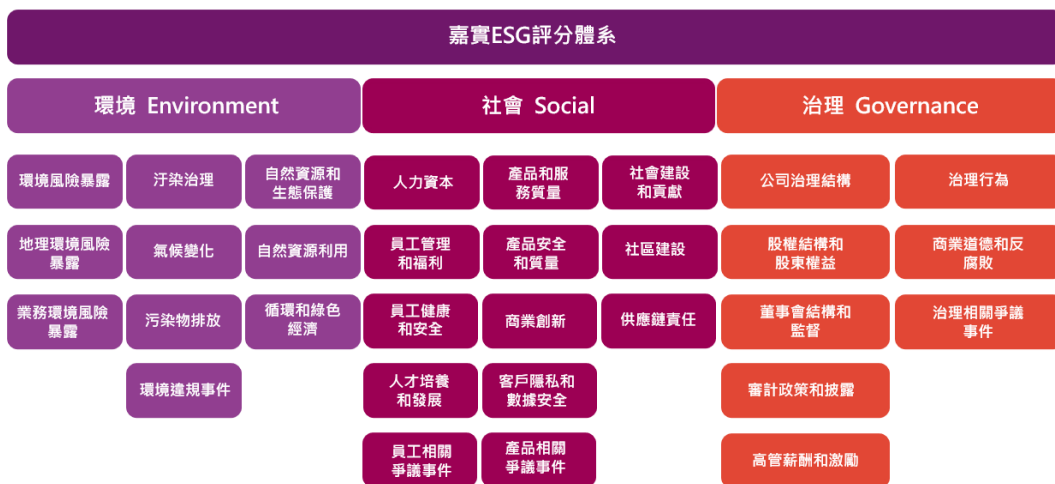 嘉實ESG評分體系
環境 Environment
社會 Social
治理 Governance
環境風險暴露
汙染治理
自然資源和
生態保護
人力資本
產品和服
務質量
社會建設
和貢獻
公司治理結構
治理行為
地理環境風險
暴露
氣候變化
自然資源利用
員工管理
和福利
產品安全
和質量
社區建設
股權結構和
股東權益
商業道德和反
腐敗
業務環境風險
暴露
污染物排放
循環和綠色
經濟
員工健康
和安全
商業創新
供應鏈責任
董事會結構和
監督
治理相關爭議
事件
環境違規事件
人才培養
和發展
客戶隱私和
數據安全
審計政策和披露
員工相關
爭議事件
產品相關
爭議事件
高管薪酬和激勵